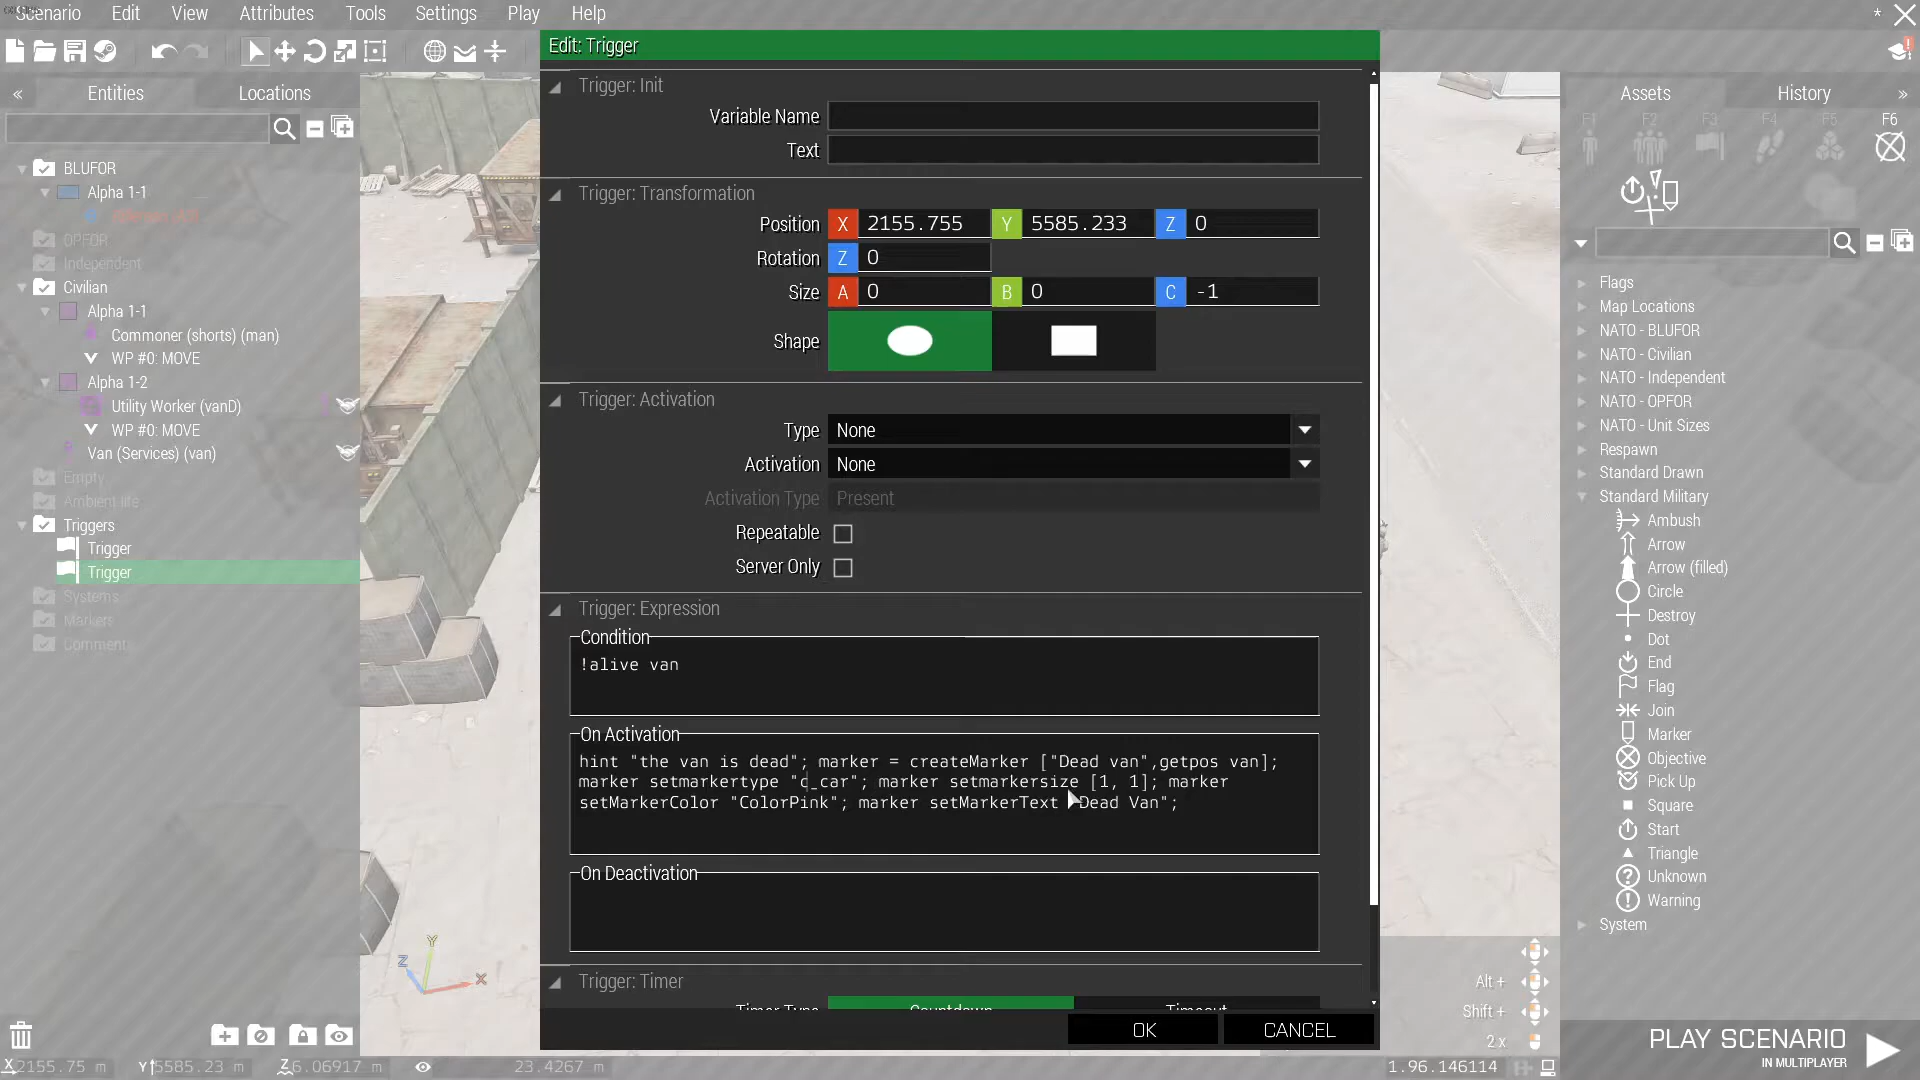 Scenario Edit View Attributes Tools Settings Play Help
*
Edit: Trigger
« Entities Locations
Assets History »
F1 F2 F3 F4 F5 F6
BLUFOR
Alpha 1-1
OPFOR
Independent
Civilian
Alpha 1-1
Commoner (shorts) (man)
WP #0: MOVE
Alpha 1-2
Utility Worker (vanD)
WP #0: MOVE
Van (Services) (van)
Empty
Ambient life
Triggers
Trigger
Trigger
Systems
Markers
Comment
Trigger: Init
Variable Name
Text
Trigger: Transformation
Position X 2155.755 Y 5585.233 Z 0
Rotation Z 0
Size A 0 B 0 C -1
Shape
Trigger: Activation
Type None
Activation None
Activation Type Present
Repeatable
Server Only
Trigger: Expression
Condition
!alive van
On Activation
hint "the van is dead"; marker = createMarker ["Dead van",getpos van];
marker setmarkertype "c_car"; marker setmarkersize [1, 1]; marker
setMarkerColor "ColorPink"; marker setMarkerText "Dead Van";
On Deactivation
Trigger: Timer
Timer Type Countdown Timeout
OK CANCEL
Flags
Map Locations
NATO - BLUFOR
NATO - Civilian
NATO - Independent
NATO - OPFOR
NATO - Unit Sizes
Respawn
Standard Drawn
Standard Military
Ambush
Arrow
Arrow (filled)
Circle
Destroy
Dot
End
Flag
Join
Marker
Objective
Pick Up
Square
Start
Triangle
Unknown
Warning
System
Alt +
Shift +
2 x
Y
Z X
PLAY SCENARIO
IN MULTIPLAYER
X 2155.75 m Y 5585.23 m Z 6.06917 m 23.4267 m 1.96.146114